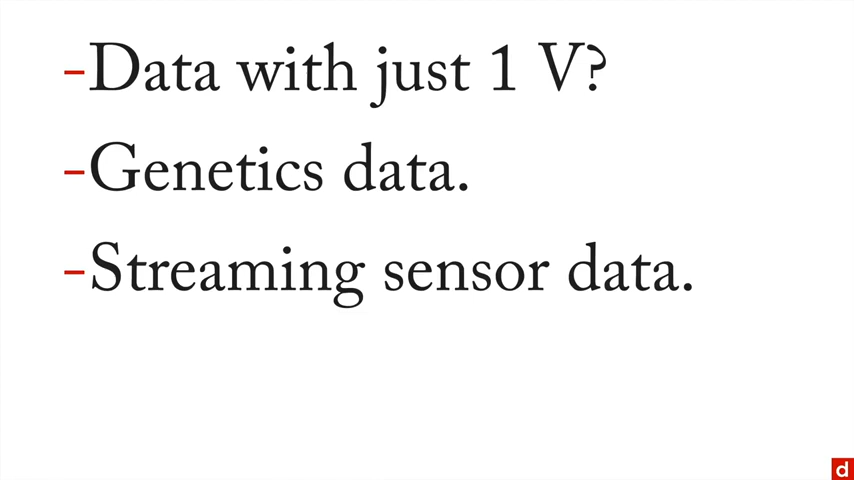 -Data with just 1 V?
-Genetics data.
-Streaming sensor data.
d